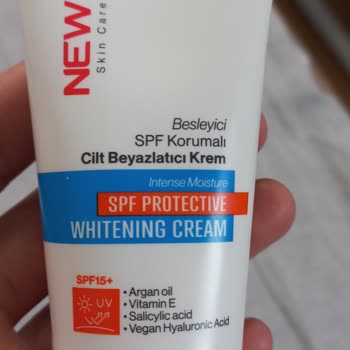 NEW
Skin Care
Besleyici
SPF Korumalı
Cilt Beyazlatıcı Krem
Intense Moisture
SPF PROTECTIVE
WHITENING CREAM
SPF15+
UV
• Argan oil
• Vitamin E
• Salicylic acid
• Vegan Hyaluronic Acid